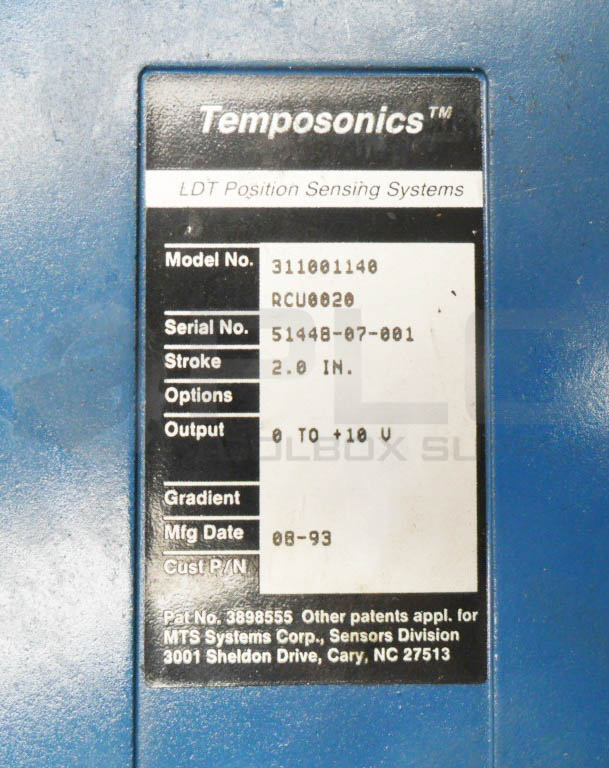 Temposonics™
LDT Position Sensing Systems
Model No. 311001140
RCU0020
Serial No. 51448-07-001
Stroke 2.0 IN.
Options
Output 0 TO +10 V
Gradient
Mfg Date 08-93
Cust P/N
Pat No. 3898555 Other patents appl. for
MTS Systems Corp., Sensors Division
3001 Sheldon Drive, Cary, NC 27513
PLC
TOOLBOX